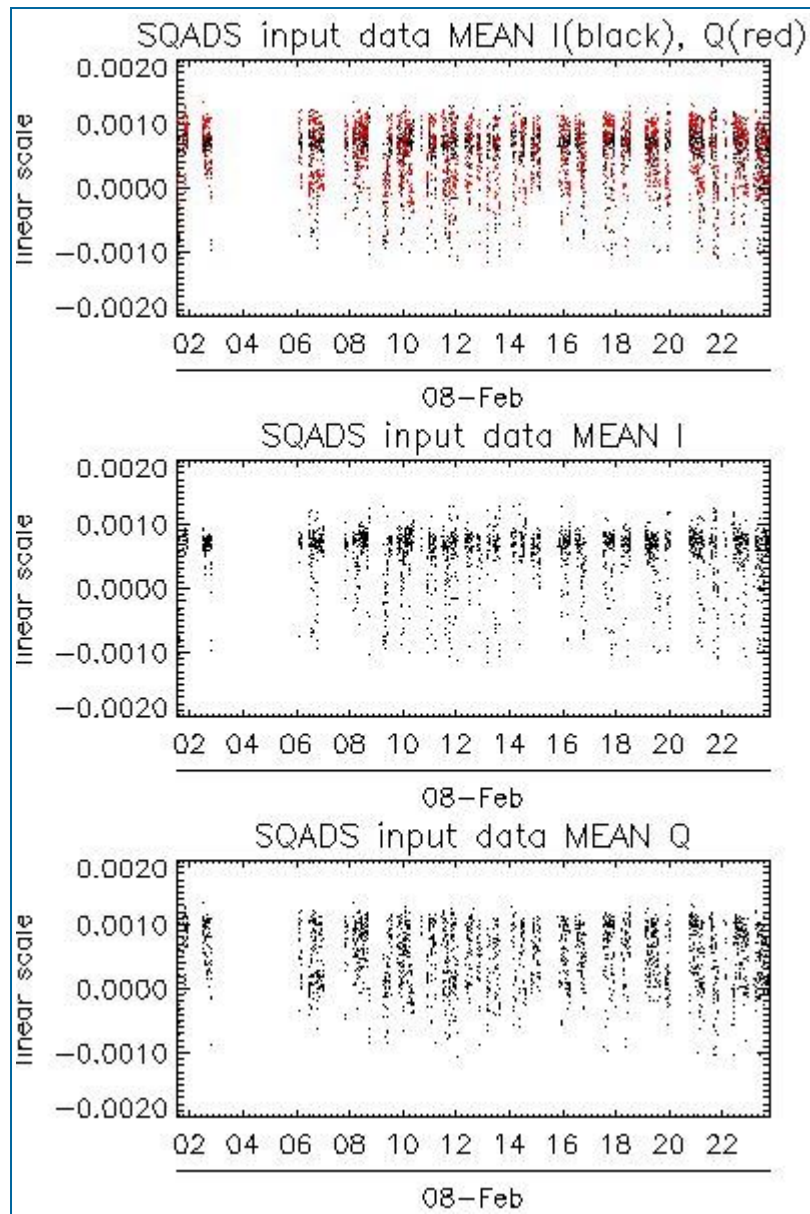 SQADS input data MEAN I(black), Q(red)
0.0020
0.0010
0.0000
-0.0010
-0.0020
linear scale
02 04 06 08 10 12 14 16 18 20 22
08-Feb
SQADS input data MEAN I
0.0020
0.0010
0.0000
-0.0010
-0.0020
linear scale
02 04 06 08 10 12 14 16 18 20 22
08-Feb
SQADS input data MEAN Q
0.0020
0.0010
0.0000
-0.0010
-0.0020
linear scale
02 04 06 08 10 12 14 16 18 20 22
08-Feb